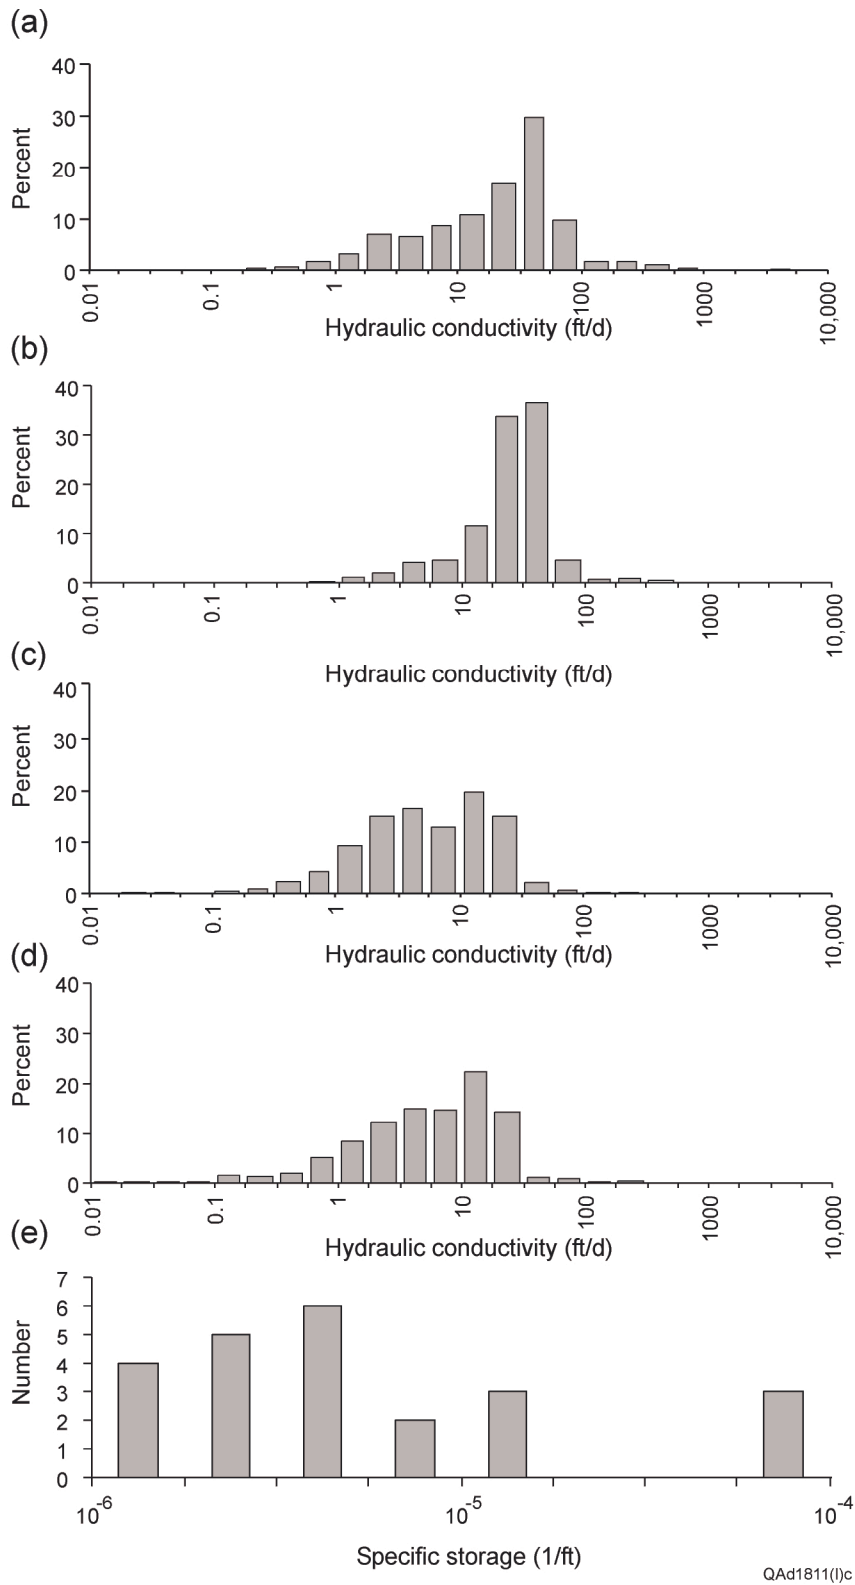 (a)
40
30
20
10
0
Percent
0.01 0.1 1 10 100 1000 10,000
Hydraulic conductivity (ft/d)
(b)
40
30
20
10
0
Percent
0.01 0.1 1 10 100 1000 10,000
Hydraulic conductivity (ft/d)
(c)
40
30
20
10
0
Percent
0.01 0.1 1 10 100 1000 10,000
Hydraulic conductivity (ft/d)
(d)
40
30
20
10
0
Percent
0.01 0.1 1 10 100 1000 10,000
Hydraulic conductivity (ft/d)
(e)
7
6
5
4
3
2
1
0
Number
10-6 10-5 10-4
Specific storage (1/ft)
QAd1811(l)c